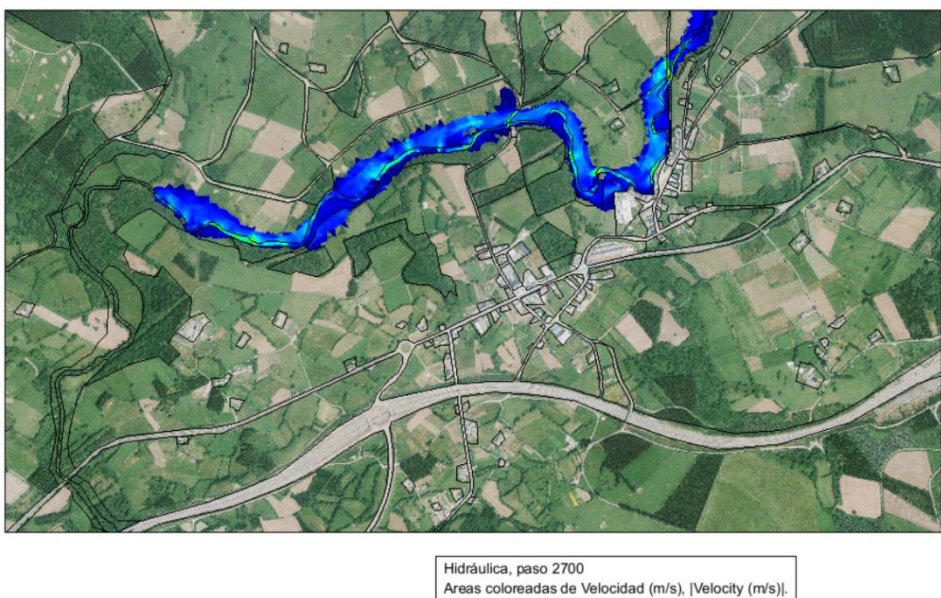 Hidráulica, paso 2700
Areas coloreadas de Velocidad (m/s), |Velocity (m/s)|.